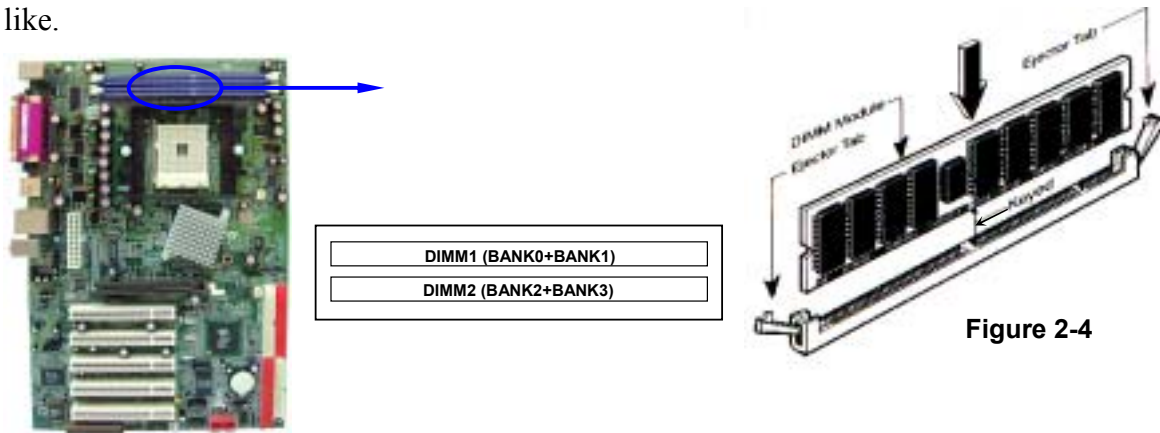 like.
DIMM1 (BANK0+BANK1)
DIMM2 (BANK2+BANK3)
Ejector Tab
DIMM Module
Ejector Tab
Keyed
Figure 2-4